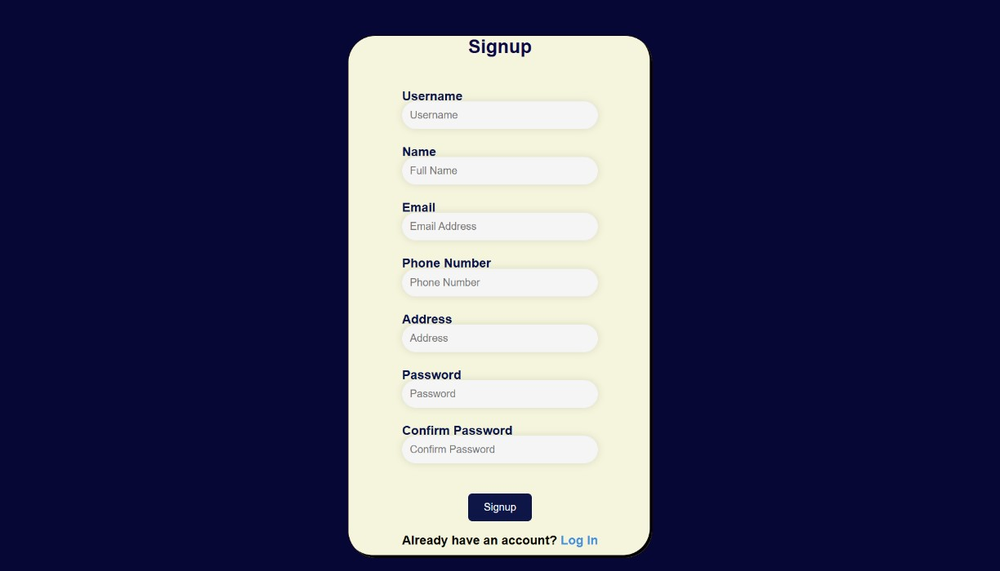 Signup
Username
Username
Name
Full Name
Email
Email Address
Phone Number
Phone Number
Address
Address
Password
Password
Confirm Password
Confirm Password
Signup
Already have an account? Log In